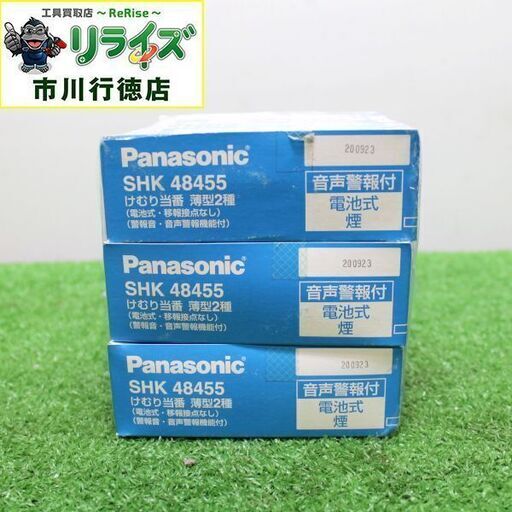 工具買取店 ～ReRise～
リライズ
市川行徳店
Panasonic
SHK 48455
けむり当番 薄型2種
(電池式・移報接点なし)
(警報音・音声警報機能付)
200923
音声警報付
電池式
煙
Panasonic
SHK 48455
けむり当番 薄型2種
(電池式・移報接点なし)
(警報音・音声警報機能付)
200923
音声警報付
電池式
煙
Panasonic
SHK 48455
けむり当番 薄型2種
(電池式・移報接点なし)
(警報音・音声警報機能付)
200923
音声警報付
電池式
煙